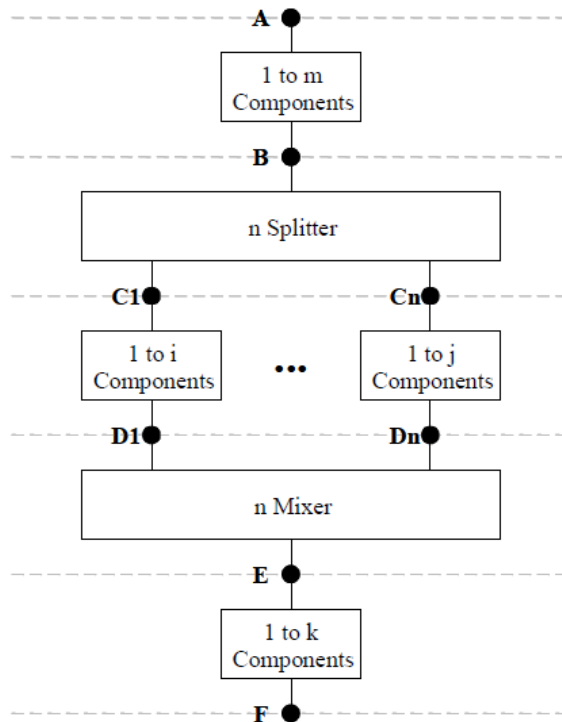 A
1 to m
Components
B
n Splitter
C1
Cn
1 to i
Components
...
1 to j
Components
D1
Dn
n Mixer
E
1 to k
Components
F